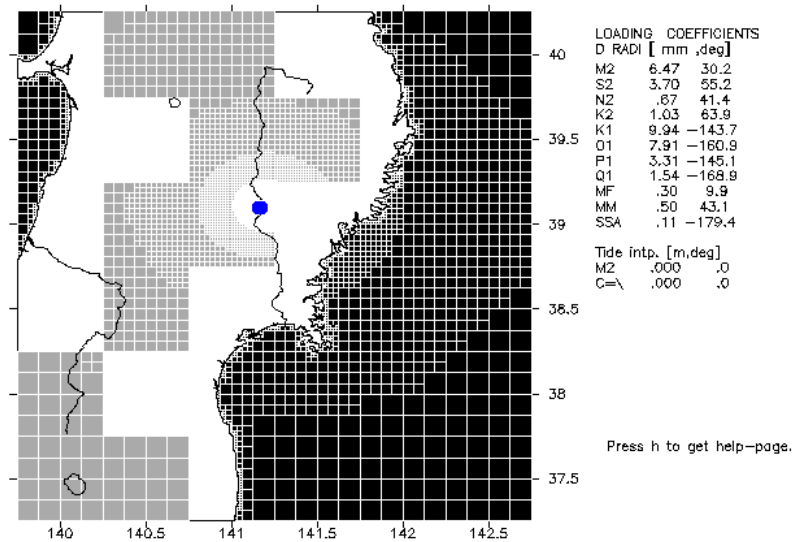 LOADING COEFFICIENTS
D RADI [ mm ,deg]
M2 6.47 30.2
S2 3.70 55.2
N2 .67 41.4
K2 1.03 63.9
K1 9.94 -143.7
O1 7.91 -160.9
P1 3.31 -145.1
Q1 1.54 -168.9
MF .30 9.9
MM .50 43.1
SSA .11 -179.4
Tide intp. [m,deg]
M2 .000 .0
C=\ .000 .0
Press h to get help-page.
40
39.5
39
38.5
38
37.5
140 140.5 141 141.5 142 142.5